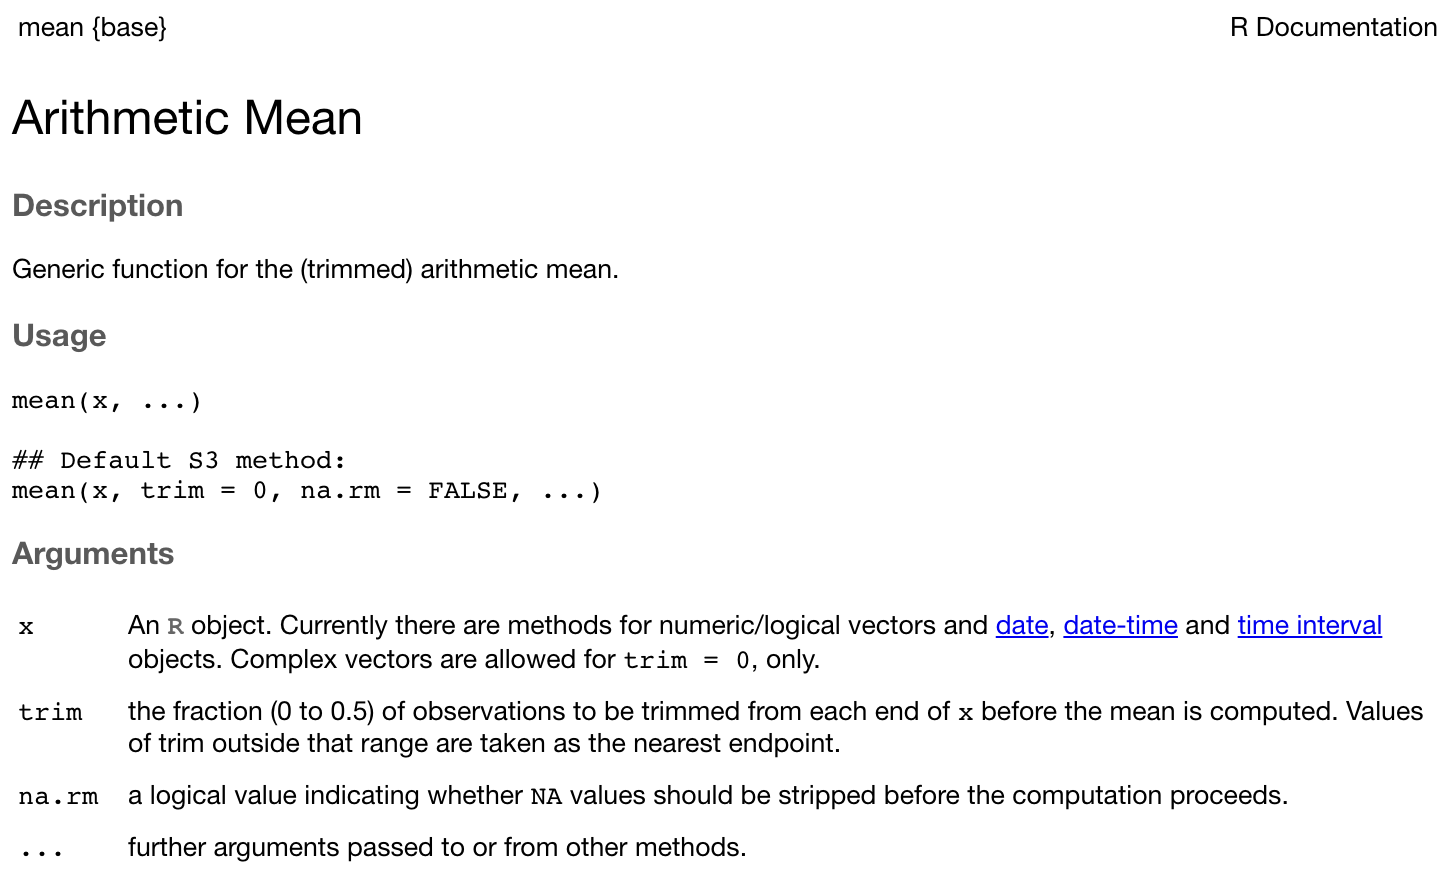 mean {base}
R Documentation
Arithmetic Mean
Description
Generic function for the (trimmed) arithmetic mean.
Usage
mean(x, ...)
## Default S3 method:
mean(x, trim = 0, na.rm = FALSE, ...)
Arguments
x
An R object. Currently there are methods for numeric/logical vectors and date, date-time and time interval
objects. Complex vectors are allowed for trim = 0, only.
trim
the fraction (0 to 0.5) of observations to be trimmed from each end of x before the mean is computed. Values
of trim outside that range are taken as the nearest endpoint.
na.rm
a logical value indicating whether NA values should be stripped before the computation proceeds.
...
further arguments passed to or from other methods.